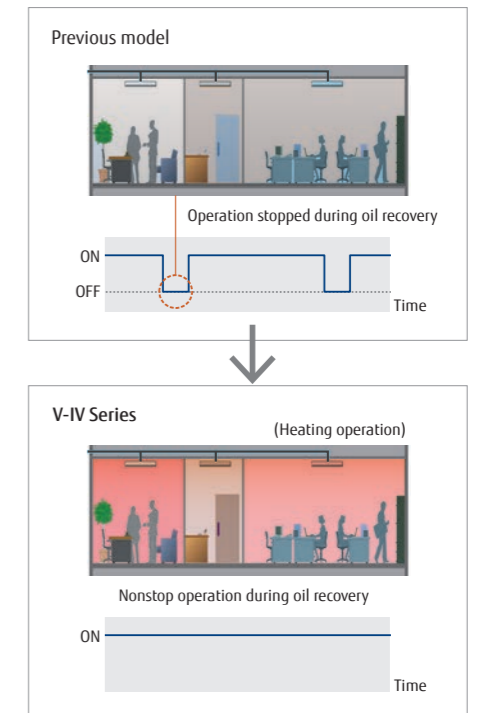 Previous model
Operation stopped during oil recovery
ON
OFF
Time
V-IV Series
(Heating operation)
Nonstop operation during oil recovery
ON
Time